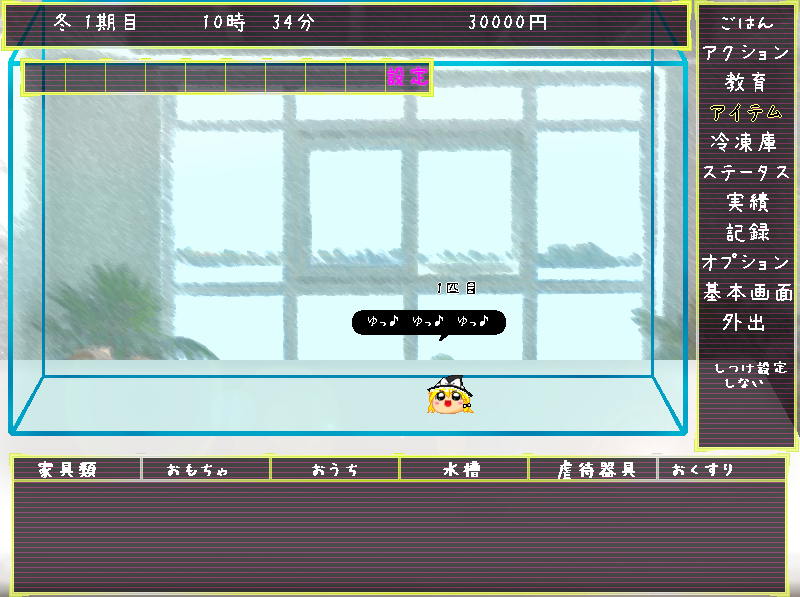 冬 1期目 10時 34分 30000円
設定
1匹目
ゆっ♪ ゆっ♪ ゆっ♪
ごはん
アクション
教育
アイテム
冷凍庫
ステータス
実績
記録
オプション
基本画面
外出
しつけ設定
しない
家具類 おもちゃ おうち 水槽 虐待器具 おくすり